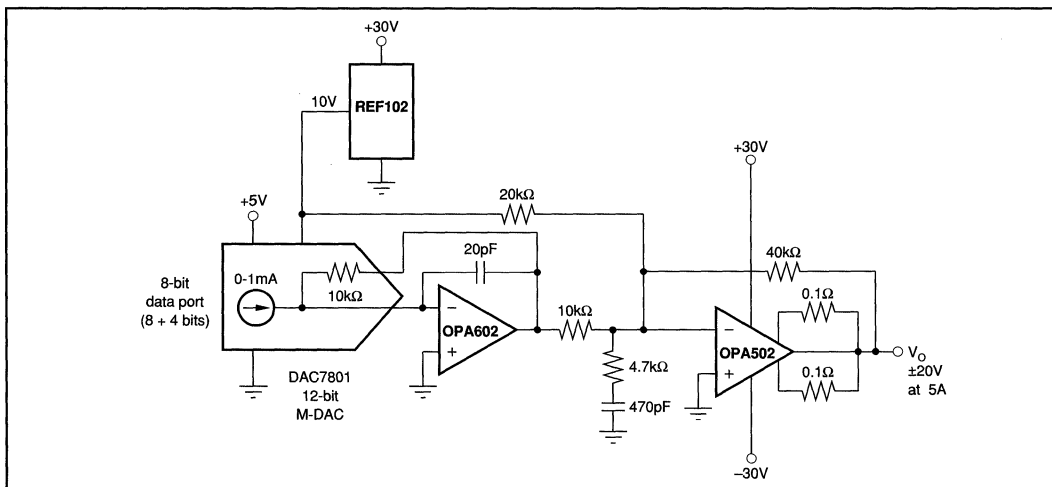 +30V
10V
REF102
+30V
+5V
20kΩ
20pF
40kΩ
8-bit
data port
(8 + 4 bits)
0-1mA
10kΩ
0.1Ω
–
OPA602
+
10kΩ
–
OPA502
+
4.7kΩ
470pF
0.1Ω
VO
±20V
at 5A
DAC7801
12-bit
M-DAC
–30V